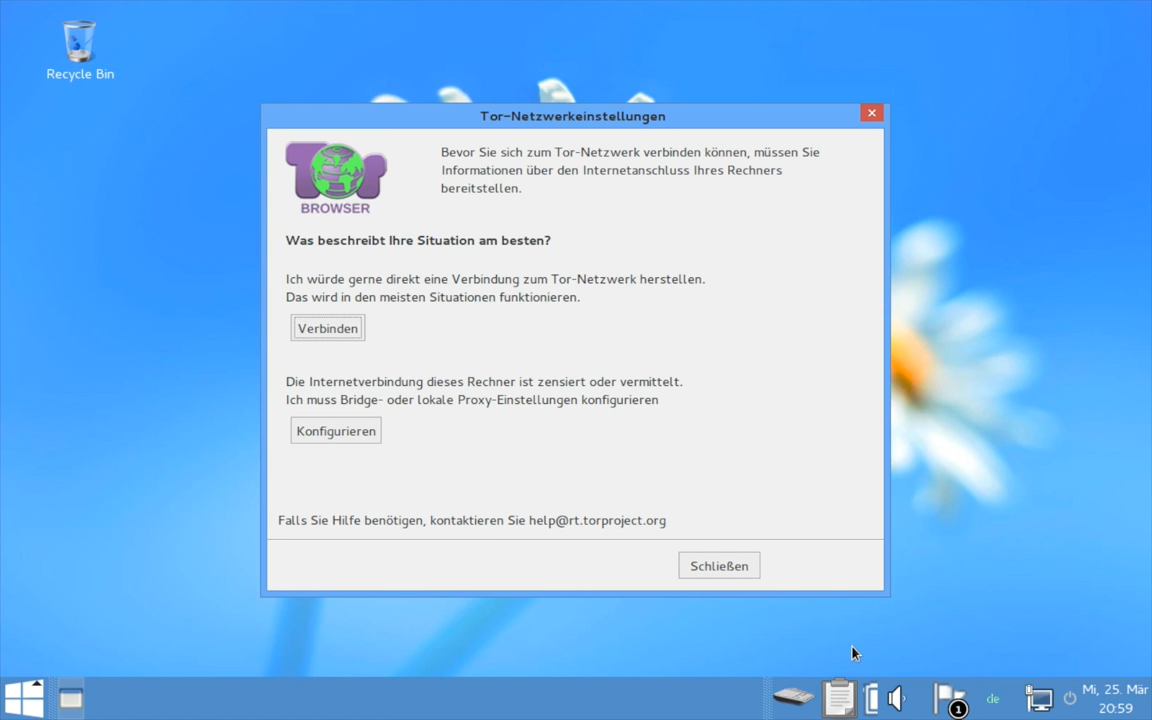 Recycle Bin
Tor-Netzwerkeinstellungen
Tor
BROWSER
Bevor Sie sich zum Tor-Netzwerk verbinden können, müssen Sie
Informationen über den Internetanschluss Ihres Rechners
bereitstellen.
Was beschreibt Ihre Situation am besten?
Ich würde gerne direkt eine Verbindung zum Tor-Netzwerk herstellen.
Das wird in den meisten Situationen funktionieren.
Verbinden
Die Internetverbindung dieses Rechner ist zensiert oder vermittelt.
Ich muss Bridge- oder lokale Proxy-Einstellungen konfigurieren
Konfigurieren
Falls Sie Hilfe benötigen, kontaktieren Sie help@rt.torproject.org
Schließen
1
de
Mi, 25. Mär
20:59